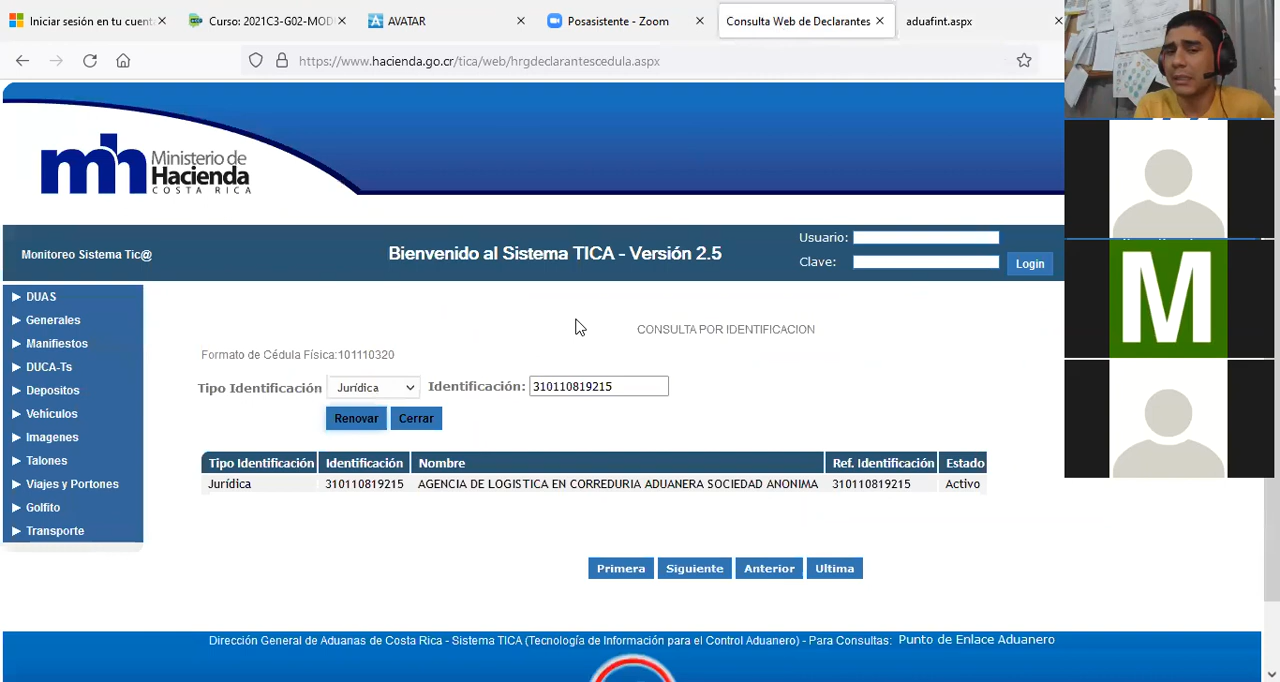 Iniciar sesión en tu cuenta
Curso: 2021C3-G02-MOD
AVATAR
Posasistente - Zoom
Consulta Web de Declarantes
aduafint.aspx
https://www.hacienda.go.cr/tica/web/hrgdeclarantescedula.aspx
mh Ministerio de
Hacienda
COSTA RICA
Monitoreo Sistema Tic@
Bienvenido al Sistema TICA - Versión 2.5
Usuario:
Clave:
Login
DUAS
Generales
Manifiestos
DUCA-Ts
Depositos
Vehiculos
Imagenes
Talones
Viajes y Portones
Golfito
Transporte
CONSULTA POR IDENTIFICACION
Formato de Cédula Física:101110320
Tipo Identificación Jurídica Identificación: 310110819215
Renovar Cerrar
Tipo Identificación Identificación Nombre Ref. Identificación Estado
Jurídica 310110819215 AGENCIA DE LOGISTICA EN CORREDURIA ADUANERA SOCIEDAD ANONIMA 310110819215 Activo
Primera Siguiente Anterior Ultima
Dirección General de Aduanas de Costa Rica - Sistema TICA (Tecnología de Información para el Control Aduanero) - Para Consultas: Punto de Enlace Aduanero
M